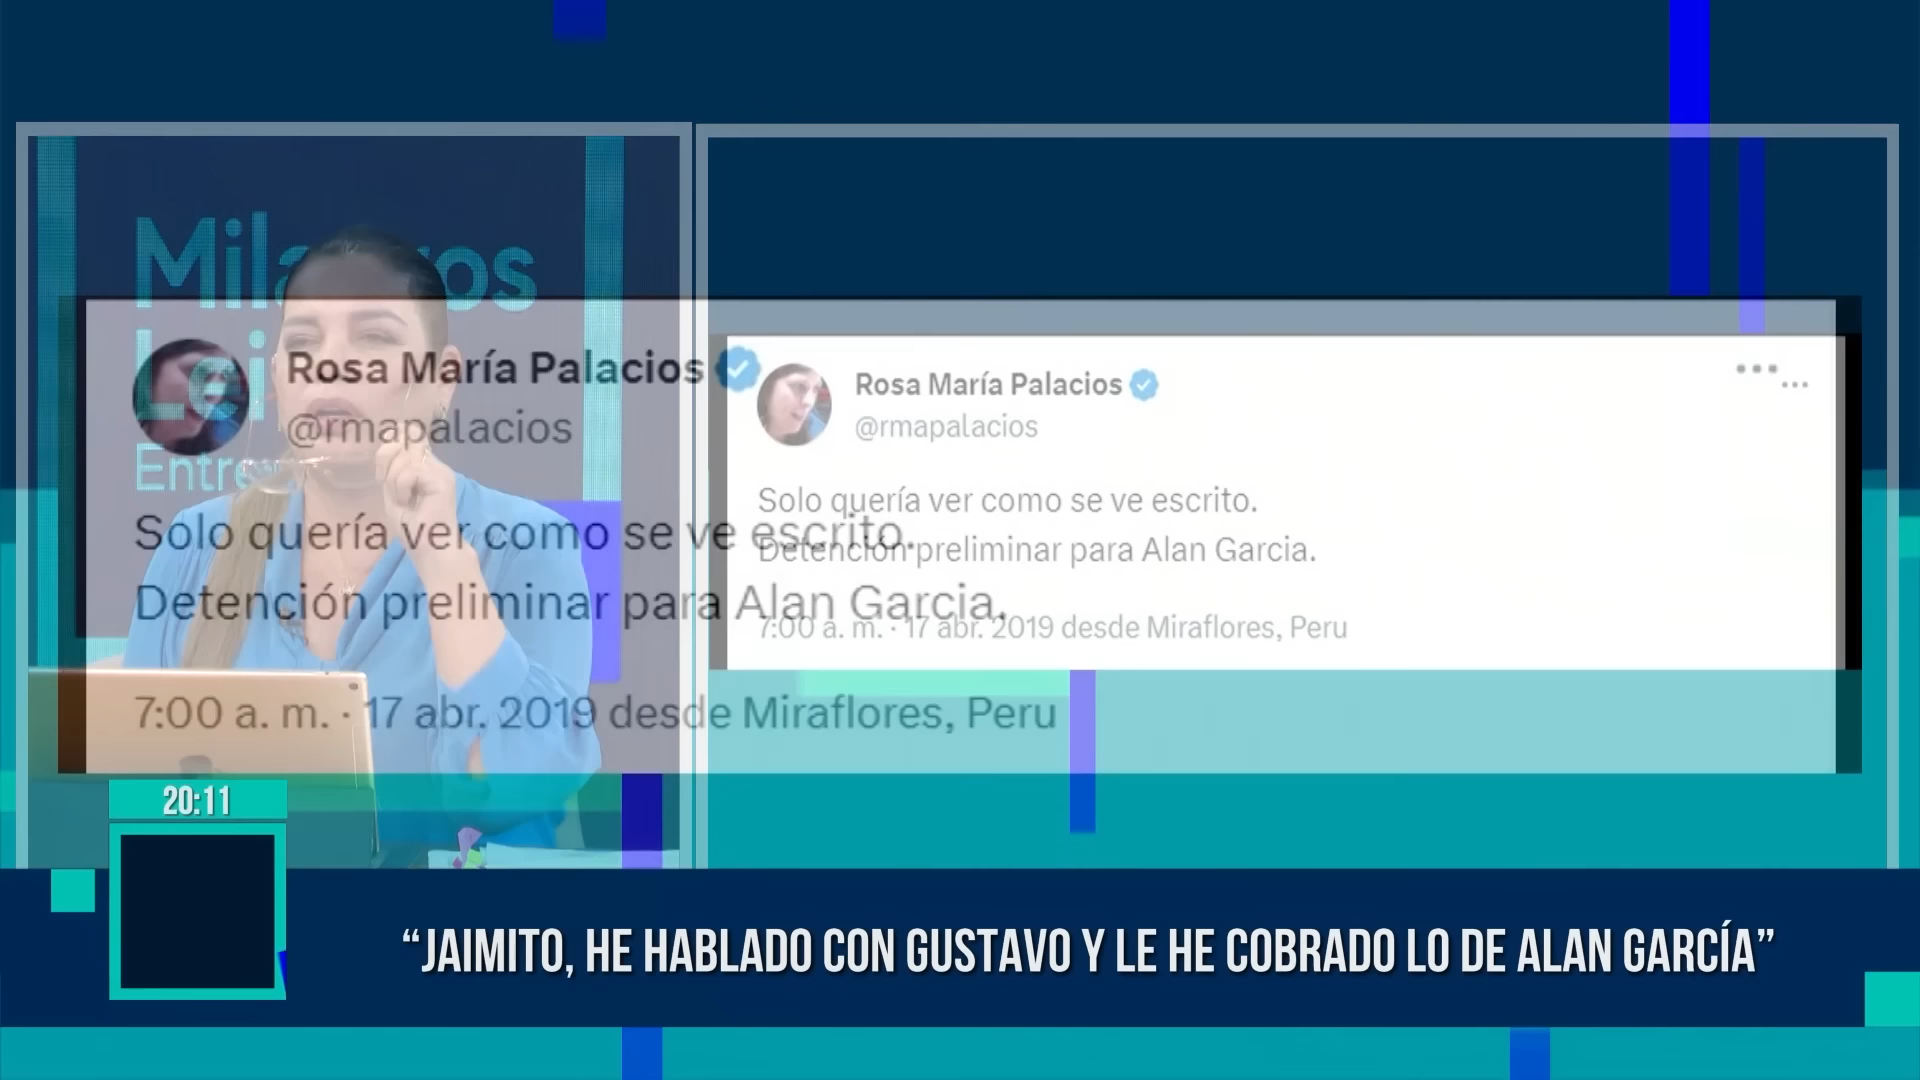 Milagros
Lei
Entre
Rosa María Palacios
@rmapalacios
Solo quería ver como se ve escrito.
Detención preliminar para Alan Garcia.
7:00 a. m. · 17 abr. 2019 desde Miraflores, Peru
Rosa María Palacios
@rmapalacios
Solo quería ver como se ve escrito.
Detención preliminar para Alan Garcia.
7:00 a. m. · 17 abr. 2019 desde Miraflores, Peru
20:11
“JAIMITO, HE HABLADO CON GUSTAVO Y LE HE COBRADO LO DE ALAN GARCÍA”